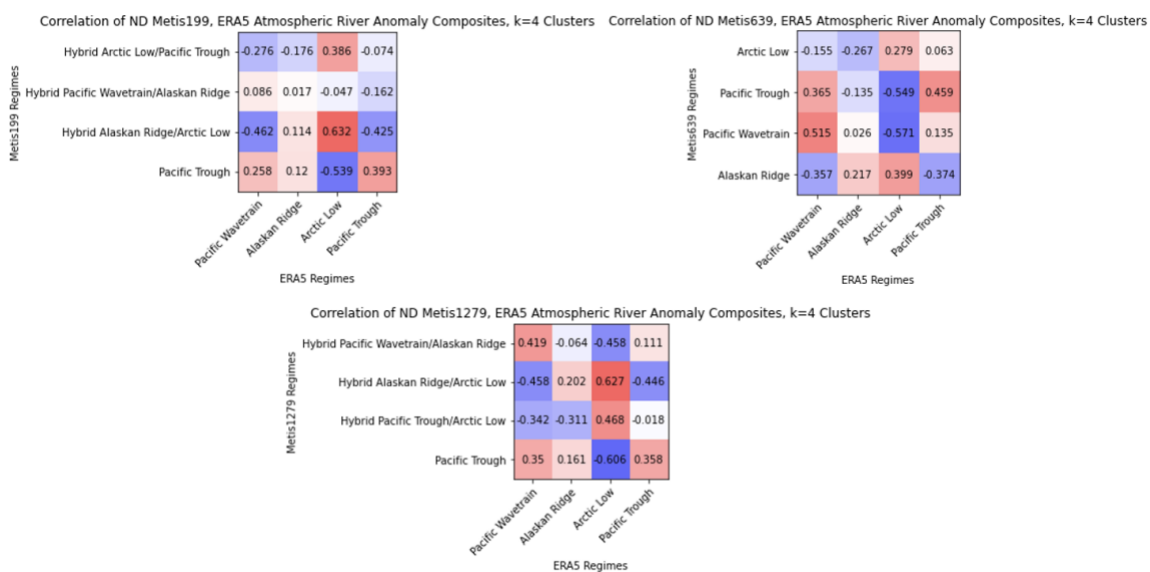 Correlation of ND Metis199, ERA5 Atmospheric River Anomaly Composites, k=4 Clusters
Metis199 Regimes
Hybrid Arctic Low/Pacific Trough -0.276 -0.176 0.386 -0.074
Hybrid Pacific Wavetrain/Alaskan Ridge 0.086 0.017 -0.047 -0.162
Hybrid Alaskan Ridge/Arctic Low -0.462 0.114 0.632 -0.425
Pacific Trough 0.258 0.12 -0.539 0.393
Pacific Wavetrain Alaskan Ridge Arctic Low Pacific Trough
ERA5 Regimes
Correlation of ND Metis639, ERA5 Atmospheric River Anomaly Composites, k=4 Clusters
Metis639 Regimes
Arctic Low -0.155 -0.267 0.279 0.063
Pacific Trough 0.365 -0.135 -0.549 0.459
Pacific Wavetrain 0.515 0.026 -0.571 0.135
Alaskan Ridge -0.357 0.217 0.399 -0.374
Pacific Wavetrain Alaskan Ridge Arctic Low Pacific Trough
ERA5 Regimes
Correlation of ND Metis1279, ERA5 Atmospheric River Anomaly Composites, k=4 Clusters
Metis1279 Regimes
Hybrid Pacific Wavetrain/Alaskan Ridge 0.419 -0.064 -0.458 0.111
Hybrid Alaskan Ridge/Arctic Low -0.458 0.202 0.627 -0.446
Hybrid Pacific Trough/Arctic Low -0.342 -0.311 0.468 -0.018
Pacific Trough 0.35 0.161 -0.606 0.358
Pacific Wavetrain Alaskan Ridge Arctic Low Pacific Trough
ERA5 Regimes